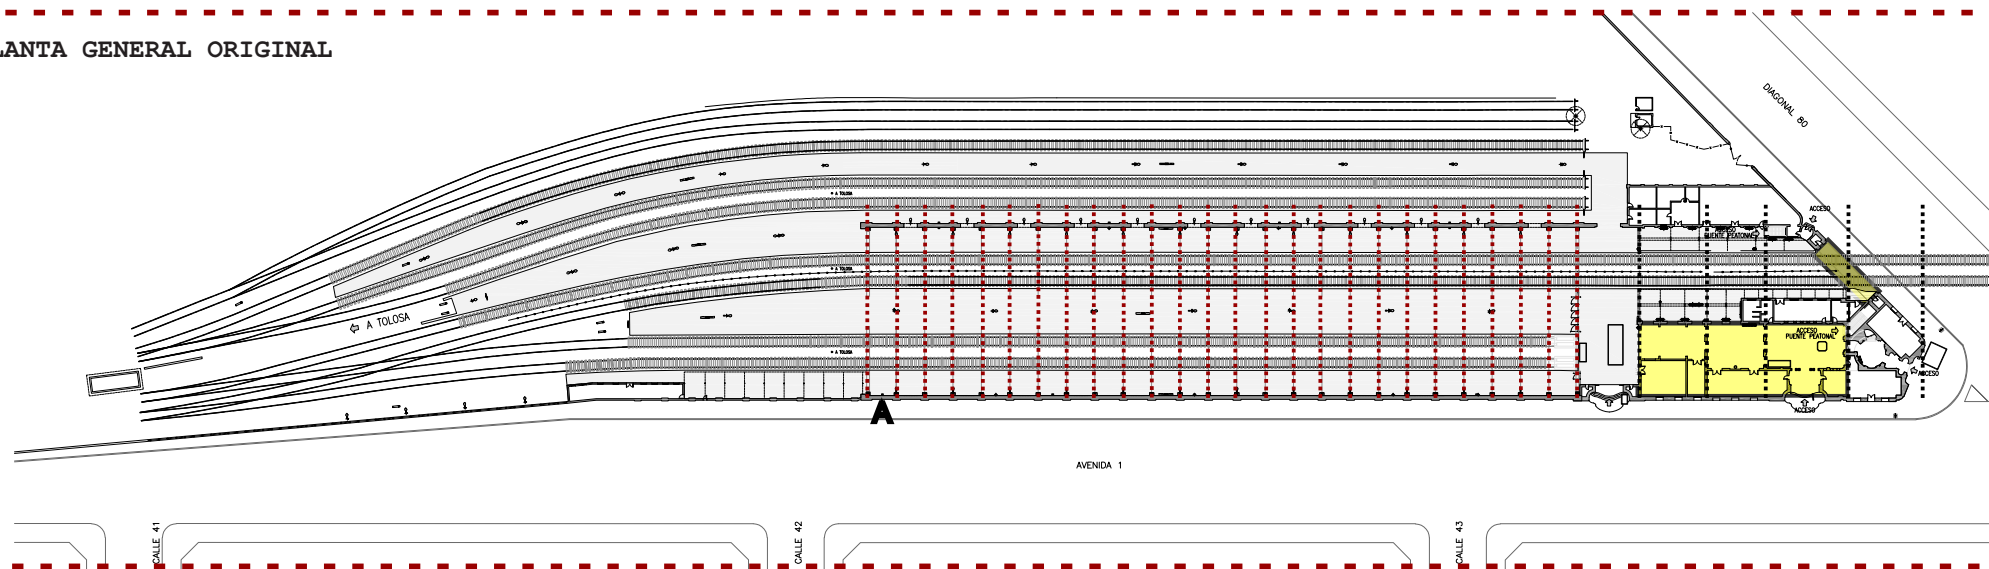 LANTA GENERAL ORIGINAL
DIAGONAL 80
A TOLOSA
ACCESO
ACCESO
PUENTE PEATONAL
A TOLOSA
A TOLOSA
ACCESO
PUENTE PEATONAL
A TOLOSA
ACCESO
ACCESO
A
AVENIDA 1
CALLE 41
CALLE 42
CALLE 43